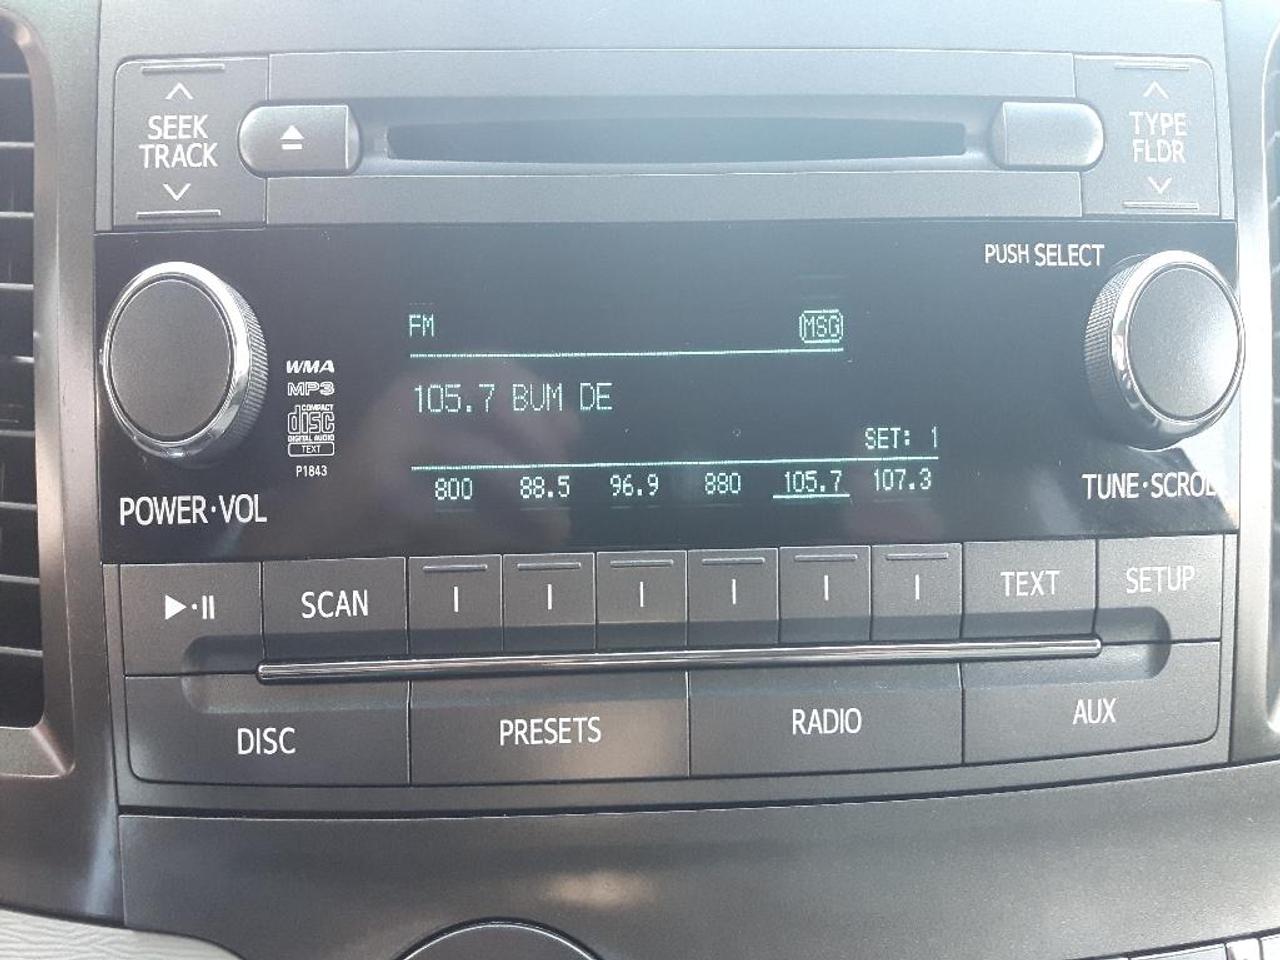 SEEK
TRACK
TYPE
FLDR
PUSH SELECT
FM MSG
WMA
MP3
COMPACT
disc
DIGITAL AUDIO
TEXT
P1843
105.7 BUM DE
SET: 1
800 88.5 96.9 880 105.7 107.3
POWER·VOL
TUNE·SCROL
SCAN
TEXT
SETUP
DISC
PRESETS
RADIO
AUX